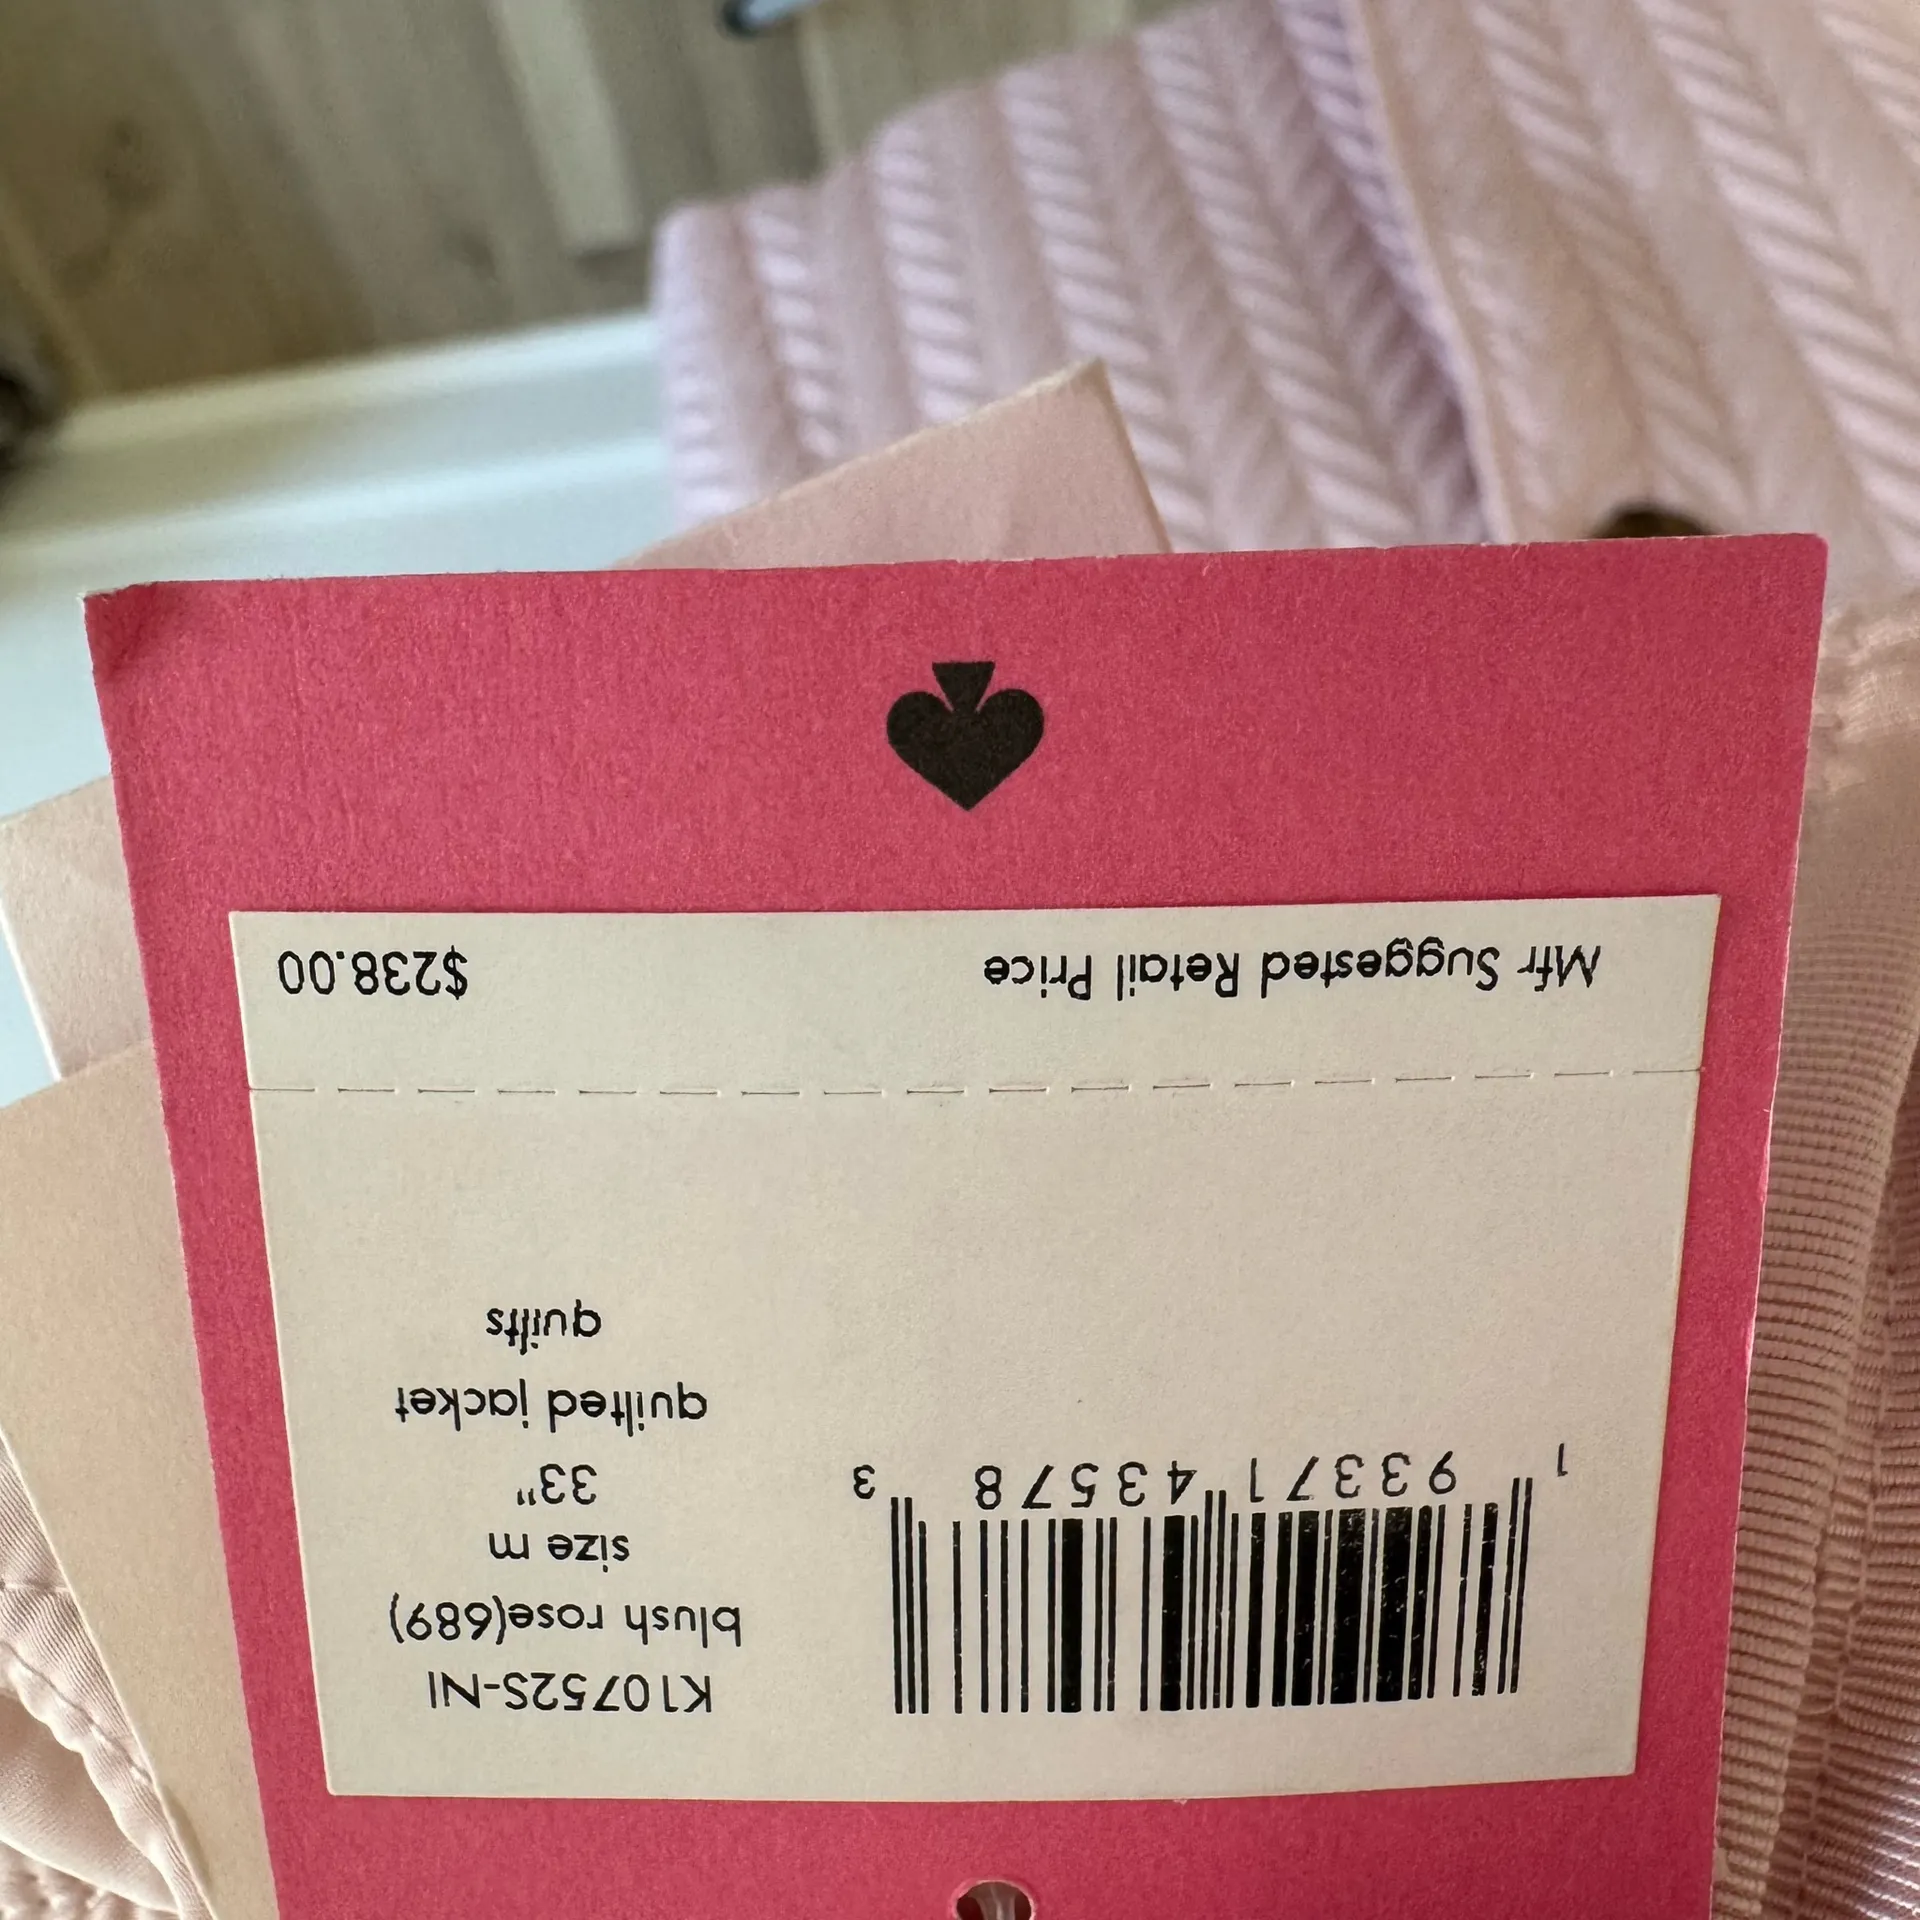 K10752S-NI
blush rose(689)
size m
33"
quilted jacket
quilts
1 93371 43578 3
Mfr Suggested Retail Price $238.00